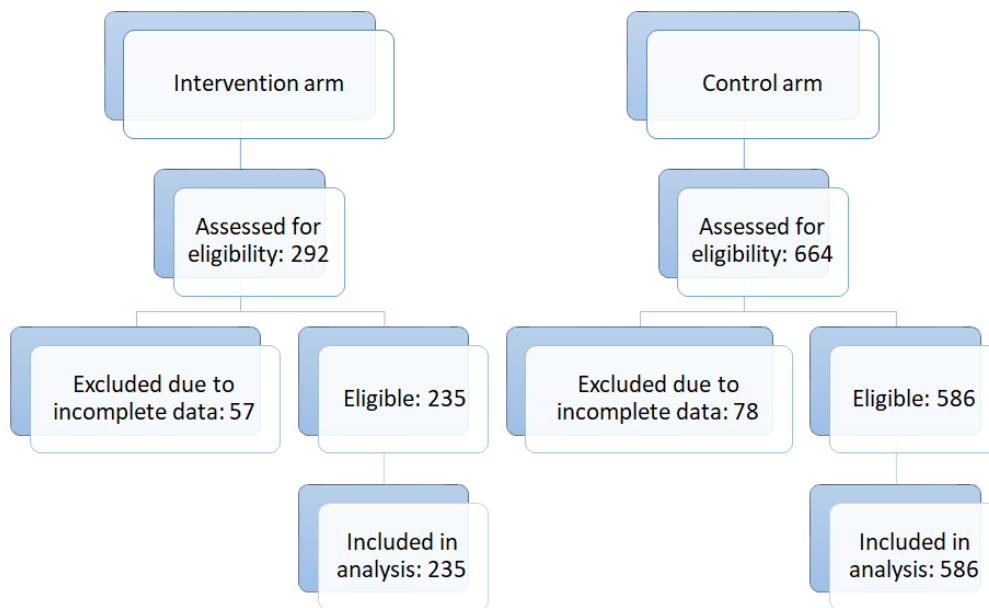 Intervention arm
Assessed for
eligibility: 292
Excluded due to
incomplete data: 57
Eligible: 235
Included in
analysis: 235
Control arm
Assessed for
eligibility: 664
Excluded due to
incomplete data: 78
Eligible: 586
Included in
analysis: 586